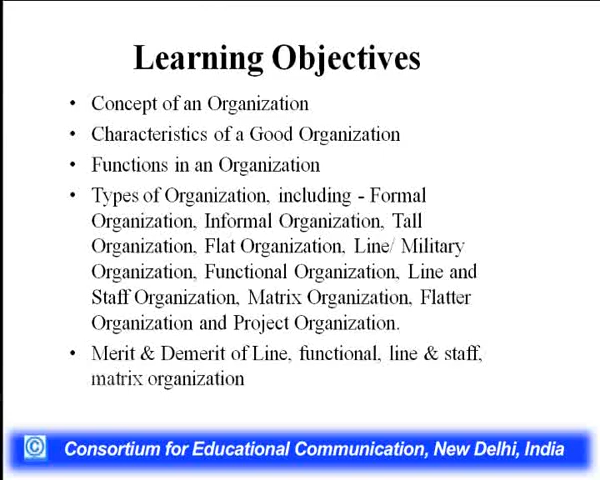 Learning Objectives
• Concept of an Organization
• Characteristics of a Good Organization
• Functions in an Organization
• Types of Organization, including - Formal
Organization, Informal Organization, Tall
Organization, Flat Organization, Line/ Military
Organization, Functional Organization, Line and
Staff Organization, Matrix Organization, Flatter
Organization and Project Organization.
• Merit & Demerit of Line, functional, line & staff,
matrix organization
© Consortium for Educational Communication, New Delhi, India